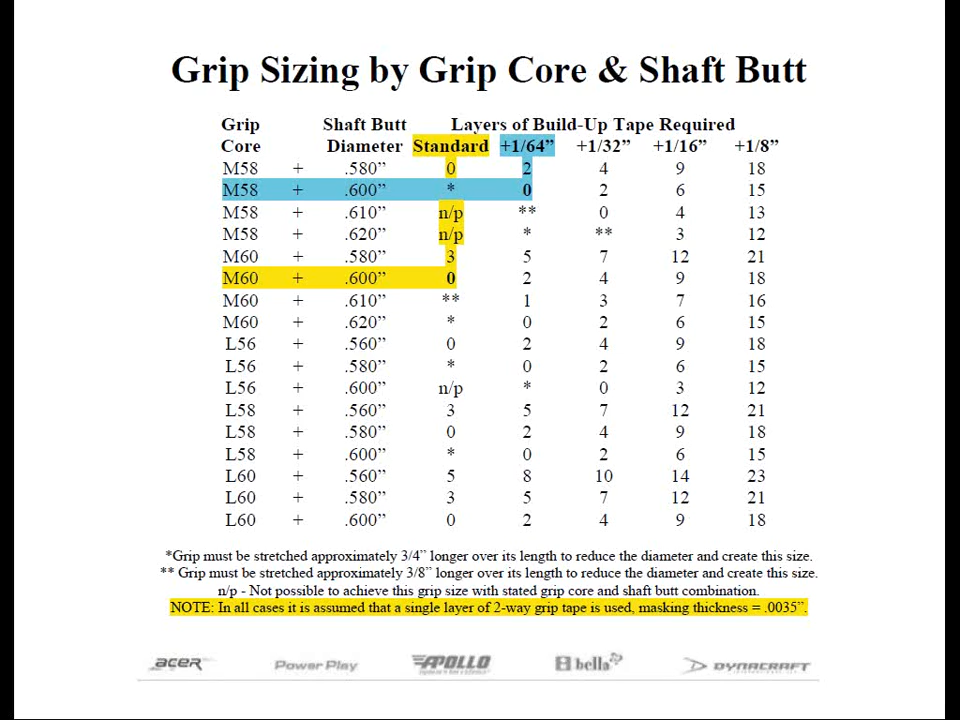 Grip Sizing by Grip Core & Shaft Butt
Grip Shaft Butt Layers of Build-Up Tape Required
Core Diameter Standard +1/64” +1/32” +1/16” +1/8”
M58 + .580” 0 2 4 9 18
M58 + .600” * 0 2 6 15
M58 + .610” n/p ** 0 4 13
M58 + .620” n/p * ** 3 12
M60 + .580” 3 5 7 12 21
M60 + .600” 0 2 4 9 18
M60 + .610” ** 1 3 7 16
M60 + .620” * 0 2 6 15
L56 + .560” 0 2 4 9 18
L56 + .580” * 0 2 6 15
L56 + .600” n/p * 0 3 12
L58 + .560” 3 5 7 12 21
L58 + .580” 0 2 4 9 18
L58 + .600” * 0 2 6 15
L60 + .560” 5 8 10 14 23
L60 + .580” 3 5 7 12 21
L60 + .600” 0 2 4 9 18
*Grip must be stretched approximately 3/4” longer over its length to reduce the diameter and create this size.
** Grip must be stretched approximately 3/8” longer over its length to reduce the diameter and create this size.
n/p - Not possible to achieve this grip size with stated grip core and shaft butt combination.
NOTE: In all cases it is assumed that a single layer of 2-way grip tape is used, masking thickness = .0035”.
ACER Power Play APOLLO bella DYNACRAFT